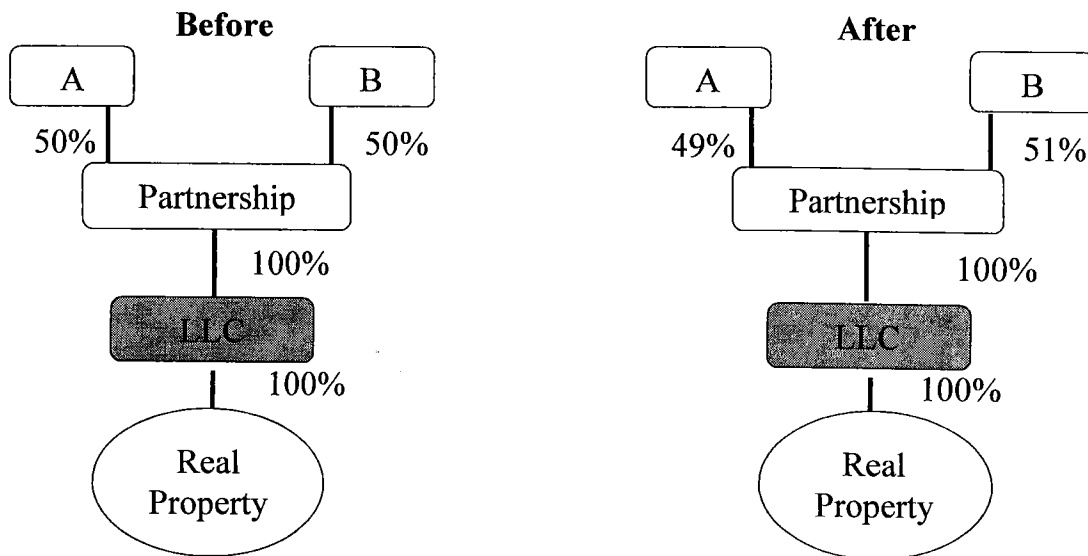 Before
A
B
50%
50%
Partnership
100%
LLC
100%
Real
Property
After
A
B
49%
51%
Partnership
100%
LLC
100%
Real
Property